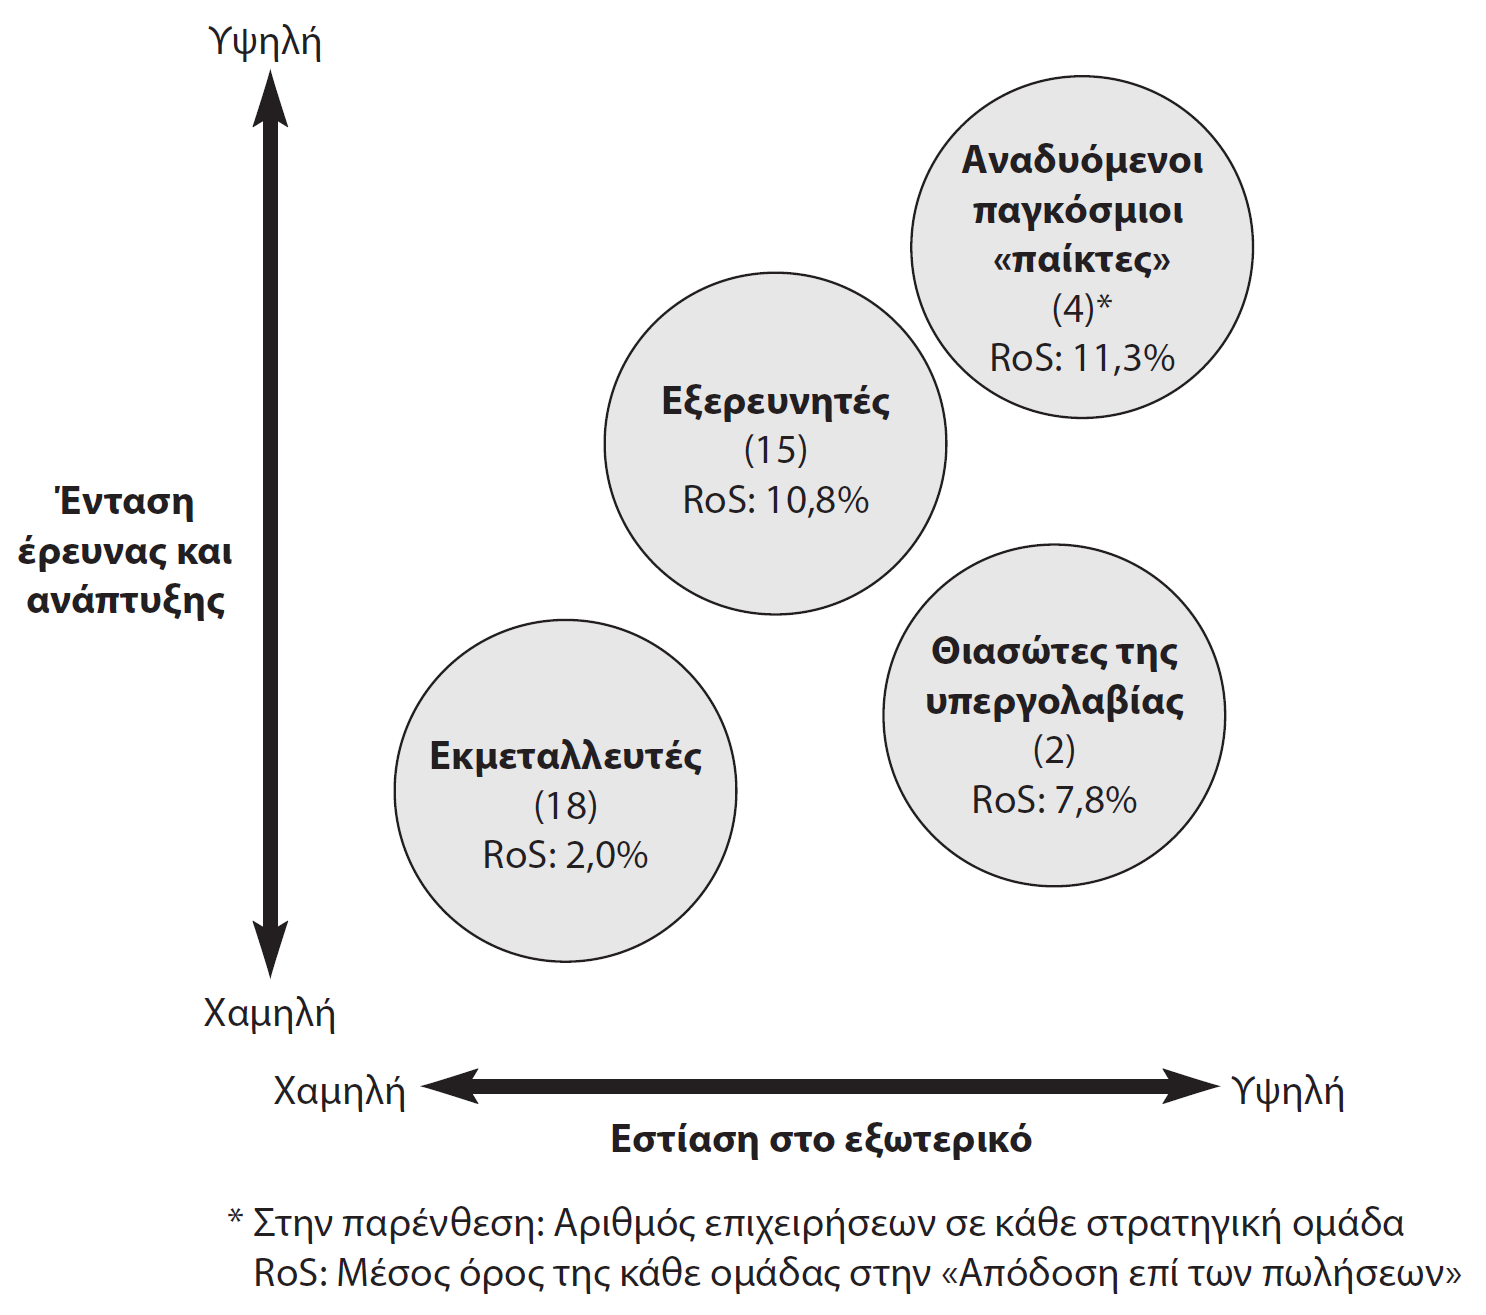 Υψηλή
Αναδυόμενοι
παγκόσμιοι
«παίκτες»
(4)*
RoS: 11,3%
Εξερευνητές
(15)
RoS: 10,8%
Ένταση
έρευνας και
ανάπτυξης
Θιασώτες της
υπεργολαβίας
(2)
RoS: 7,8%
Εκμεταλλευτές
(18)
RoS: 2,0%
Χαμηλή
Χαμηλή
Υψηλή
Εστίαση στο εξωτερικό
* Στην παρένθεση: Αριθμός επιχειρήσεων σε κάθε στρατηγική ομάδα
RoS: Μέσος όρος της κάθε ομάδας στην «Απόδοση επί των πωλήσεων»